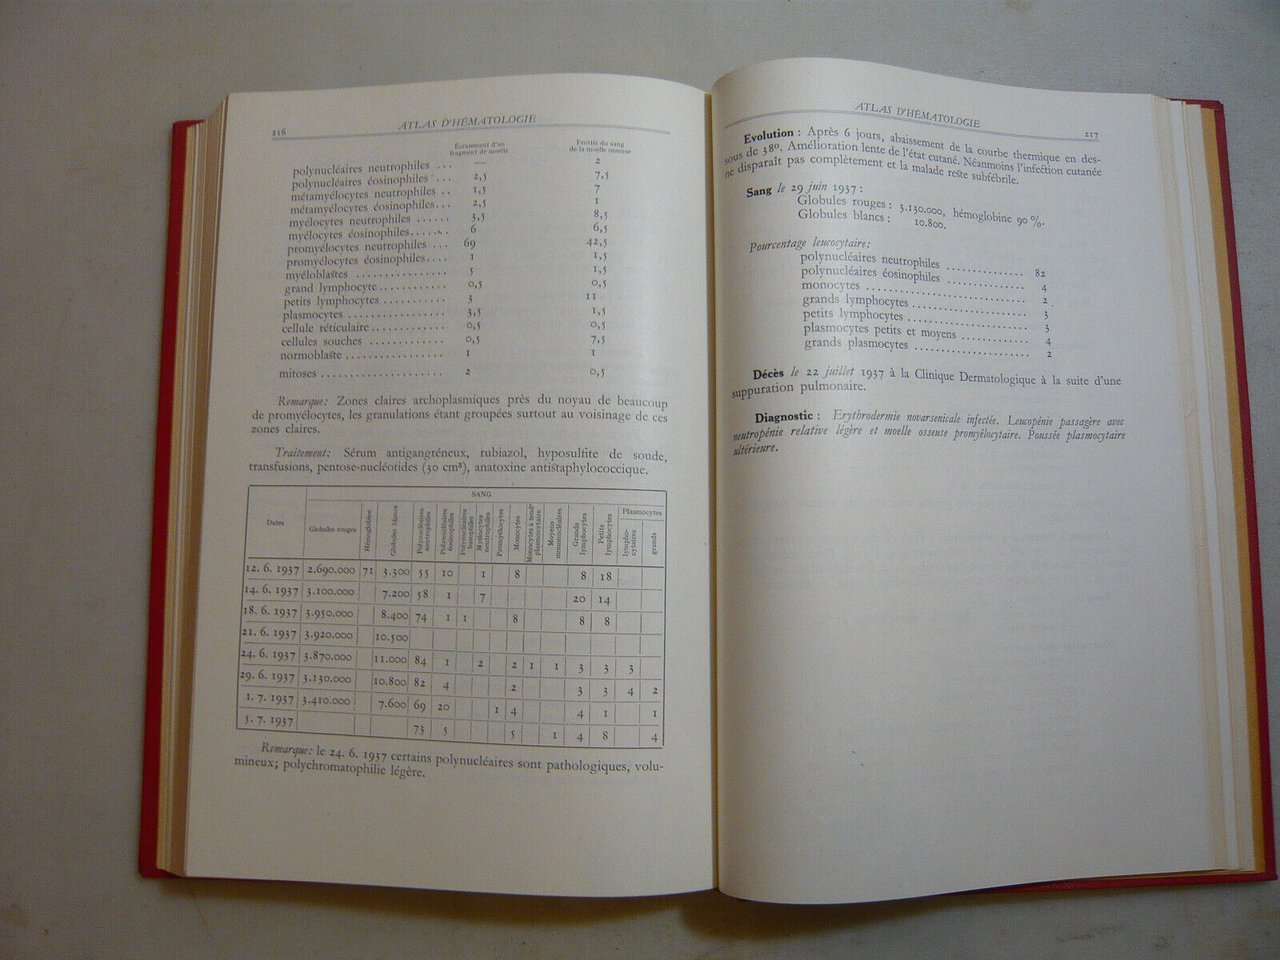 216
ATLAS D'HÉMATOLOGIE
Écrasement d'un fragment de moelle
Frottis du sang de la moelle osseuse
polynucléaires neutrophiles ... — 2
polynucléaires éosinophiles ... 2,5 7,5
métamyélocytes neutrophiles .. 1,5 7
métamyélocytes éosinophiles... 2,5 1
myélocytes neutrophiles ...... 3,5 8,5
myélocytes éosinophiles...... 6 6,5
promyélocytes neutrophiles ... 69 42,5
promyélocytes éosinophiles.... 1 1,5
myéloblastes .............. 5 1,5
grand lymphocyte........... 0,5 0,5
petits lymphocytes .......... 3 11
plasmocytes ............... 3,5 1,5
cellule réticulaire............ 0,5 0,5
cellules souches ............ 0,5 7,5
normoblaste ................ 1 1
mitoses .................... 2 0,5
Remarque: Zones claires archoplasmiques près du noyau de beaucoup
de promyélocytes, les granulations étant groupées surtout au voisinage de ces
zones claires.
Traitement: Sérum antigangréneux, rubiazol, hyposulfite de soude,
transfusions, pentose-nucléotides (30 cm³), anatoxine antistaphylococcique.
SANG
Dates Globules rouges Hémoglobine Globules blancs Polynucléaires neutrophiles Polynucléaires éosinophiles Polynucléaires basophiles Myélocytes neutrophiles Promyélocytes Monocytes Monocytes à tend^ce plasmocytaire Moyens mononucléaires Grands lymphocytes Petits lymphocytes Plasmocytes lympho-cytaires grands
12. 6. 1937 2.690.000 71 3.300 55 10 1 8 8 18
14. 6. 1937 3.100.000 7.200 58 1 7 20 14
18. 6. 1937 3.950.000 8.400 74 1 1 8 8 8
21. 6. 1937 3.920.000 10.500
24. 6. 1937 3.870.000 11.000 84 1 2 2 1 1 3 3 3
29. 6. 1937 3.130.000 10.800 82 4 2 3 3 4 2
1. 7. 1937 3.410.000 7.600 69 20 1 4 4 1 1
5. 7. 1937 73 5 5 1 4 8 4
Remarque: le 24. 6. 1937 certains polynucléaires sont pathologiques, volu-
mineux; polychromatophilie légère.
ATLAS D'HÉMATOLOGIE
217
Evolution : Après 6 jours, abaissement de la courbe thermique en des-
sous de 38º. Amélioration lente de l'état cutané. Néanmoins l'infection cutanée
ne disparaît pas complètement et la malade reste subfébrile.
Sang le 29 juin 1937 :
Globules rouges : 3.130.000, hémoglobine 90 %.
Globules blancs : 10.800.
Pourcentage leucocytaire:
polynucléaires neutrophiles .............. 82
polynucléaires éosinophiles .............. 4
monocytes .............................. 2
grands lymphocytes..................... 3
petits lymphocytes ..................... 3
plasmocytes petits et moyens ............ 4
grands plasmocytes ..................... 2
Décès le 22 juillet 1937 à la Clinique Dermatologique à la suite d'une
suppuration pulmonaire.
Diagnostic : Erythrodermie novarsenicale infectée. Leucopénie passagère avec
neutropénie relative légère et moelle osseuse promyélocytaire. Poussée plasmocytaire
ultérieure.